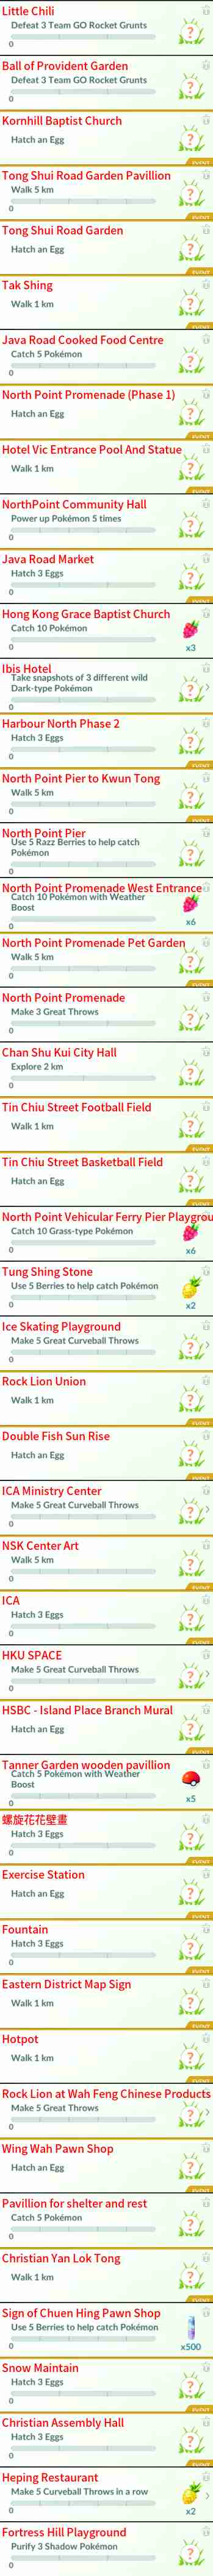 Little Chili
Defeat 3 Team GO Rocket Grunts
0
Ball of Provident Garden
Defeat 3 Team GO Rocket Grunts
0
Kornhill Baptist Church
Hatch an Egg
EVENT
Tong Shui Road Garden Pavillion
Walk 5 km
0
EVENT
Tong Shui Road Garden
Hatch an Egg
EVENT
Tak Shing
Walk 1 km
EVENT
Java Road Cooked Food Centre
Catch 5 Pokémon
0
North Point Promenade (Phase 1)
Hatch an Egg
EVENT
Hotel Vic Entrance Pool And Statue
Walk 1 km
EVENT
NorthPoint Community Hall
Power up Pokémon 5 times
0
Java Road Market
Hatch 3 Eggs
0
EVENT
Hong Kong Grace Baptist Church
Catch 10 Pokémon
x3
0
Ibis Hotel
Take snapshots of 3 different wild
Dark-type Pokémon
0
Harbour North Phase 2
Hatch 3 Eggs
0
EVENT
North Point Pier to Kwun Tong
Walk 5 km
0
EVENT
North Point Pier
Use 5 Razz Berries to help catch
Pokémon
0
North Point Promenade West Entrance
Catch 10 Pokémon with Weather
Boost
x6
0
North Point Promenade Pet Garden
Walk 5 km
0
EVENT
North Point Promenade
Make 3 Great Throws
0
Chan Shu Kui City Hall
Explore 2 km
0
Tin Chiu Street Football Field
Walk 1 km
EVENT
Tin Chiu Street Basketball Field
Hatch an Egg
EVENT
North Point Vehicular Ferry Pier Playgrou
Catch 10 Grass-type Pokémon
x6
0
Tung Shing Stone
Use 5 Berries to help catch Pokémon
x2
0
Ice Skating Playground
Make 5 Great Curveball Throws
0
Rock Lion Union
Walk 1 km
EVENT
Double Fish Sun Rise
Hatch an Egg
EVENT
ICA Ministry Center
Make 5 Great Curveball Throws
0
NSK Center Art
Walk 5 km
0
EVENT
ICA
Hatch 3 Eggs
0
EVENT
HKU SPACE
Make 5 Great Curveball Throws
0
HSBC - Island Place Branch Mural
Hatch an Egg
EVENT
Tanner Garden wooden pavillion
Catch 5 Pokémon with Weather
Boost
x5
0
螺旋花花壁畫
Hatch 3 Eggs
0
EVENT
Exercise Station
Hatch an Egg
EVENT
Fountain
Hatch 3 Eggs
0
EVENT
Eastern District Map Sign
Walk 1 km
EVENT
Hotpot
Walk 1 km
EVENT
Rock Lion at Wah Feng Chinese Products
Make 5 Great Throws
0
Wing Wah Pawn Shop
Hatch an Egg
EVENT
Pavillion for shelter and rest
Catch 5 Pokémon
0
Christian Yan Lok Tong
Walk 1 km
EVENT
Sign of Chuen Hing Pawn Shop
Use 5 Berries to help catch Pokémon
x500
0
Snow Maintain
Hatch 3 Eggs
0
EVENT
Christian Assembly Hall
Hatch 3 Eggs
0
EVENT
Heping Restaurant
Make 5 Curveball Throws in a row
x2
0
Fortress Hill Playground
Purify 3 Shadow Pokémon
0